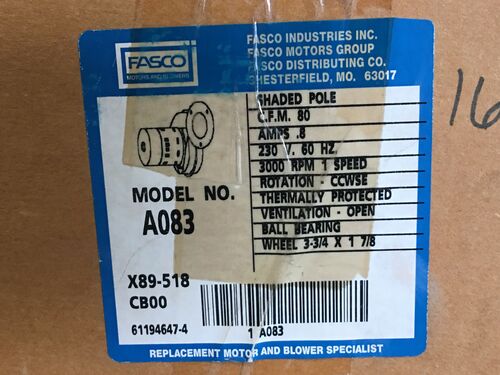 FASCO
MOTORS AND BLOWERS
FASCO INDUSTRIES INC.
FASCO MOTORS GROUP
FASCO DISTRIBUTING CO.
CHESTERFIELD, MO. 63017
16
SHADED POLE
C.F.M. 80
AMPS .8
230 V. 60 HZ
3000 RPM 1 SPEED
ROTATION - CCWSE
THERMALLY PROTECTED
VENTILATION - OPEN
BALL BEARING
WHEEL 3-3/4 X 1 7/8
MODEL NO.
A083
X89-518
CB00
61194647-4
1 A083
REPLACEMENT MOTOR AND BLOWER SPECIALIST